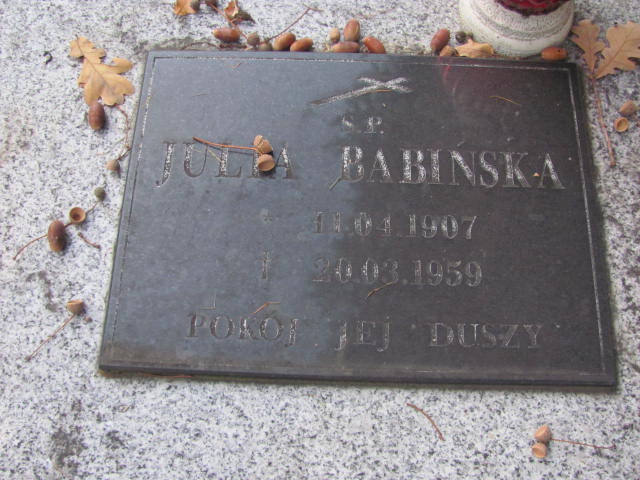 Ś.P.
JULIA BABIŃSKA
* 11.04.1907
† 20.03.1959
POKÓJ JEJ DUSZY